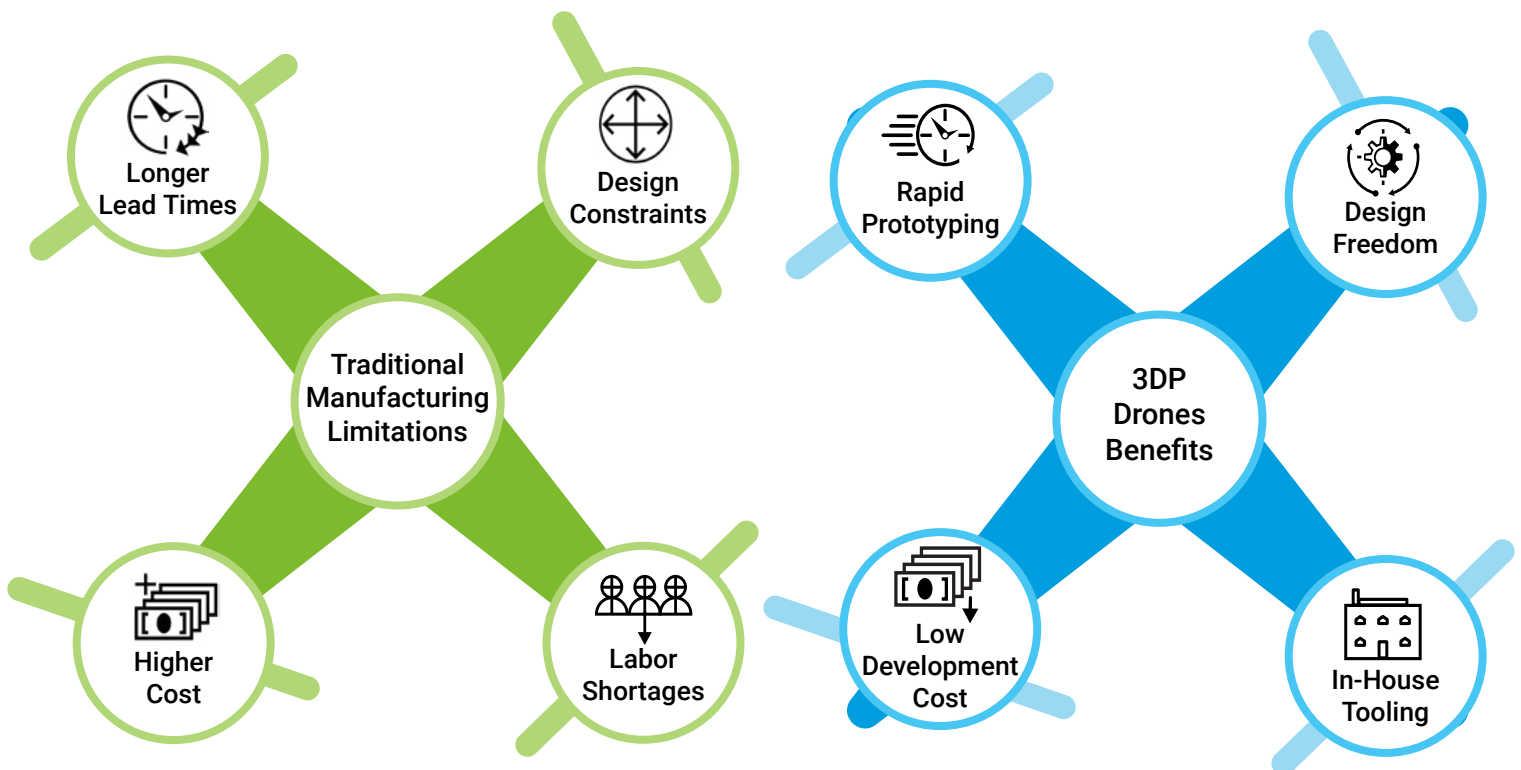 Longer
Lead Times
Design
Constraints
Traditional
Manufacturing
Limitations
Higher
Cost
Labor
Shortages
Rapid
Prototyping
Design
Freedom
3DP
Drones
Benefits
Low
Development
Cost
In-House
Tooling